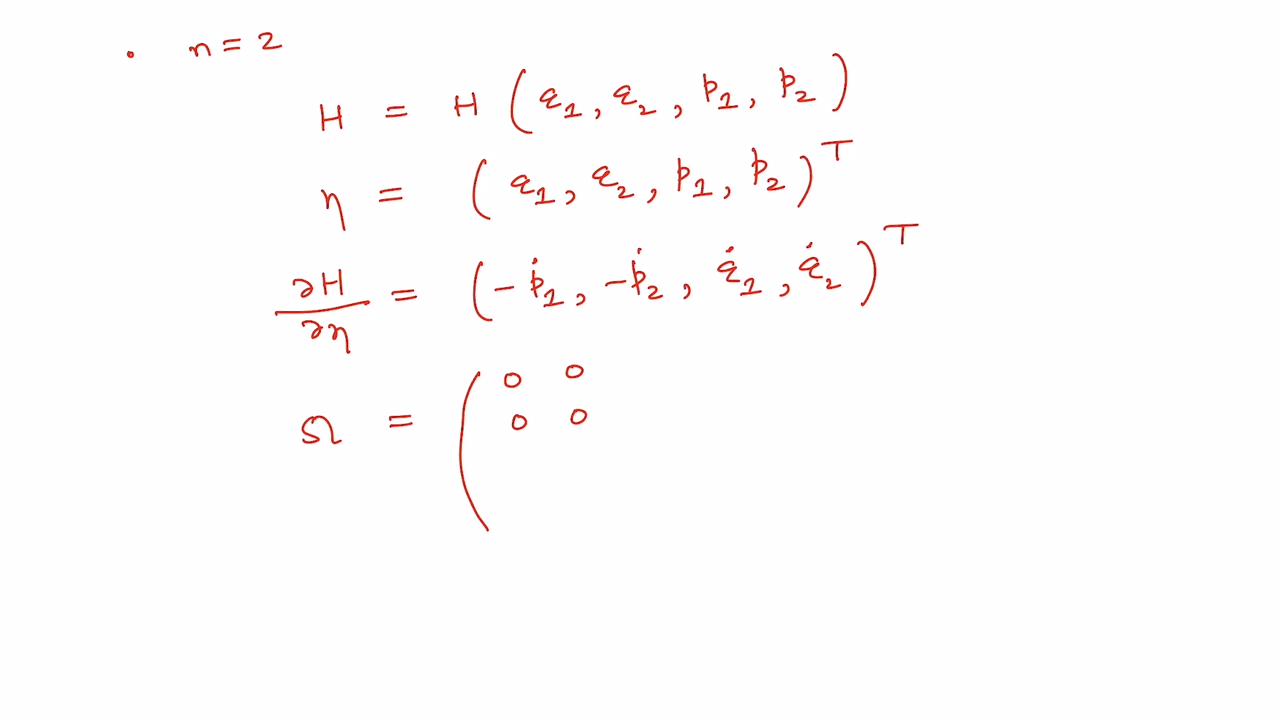 . n = 2
H = H (q1, q2, p1, p2)
η = (q1, q2, p1, p2)^T
∂H/∂η = (-ṗ1, -ṗ2, q̇1, q̇2)^T
Ω = ( 0 0
0 0